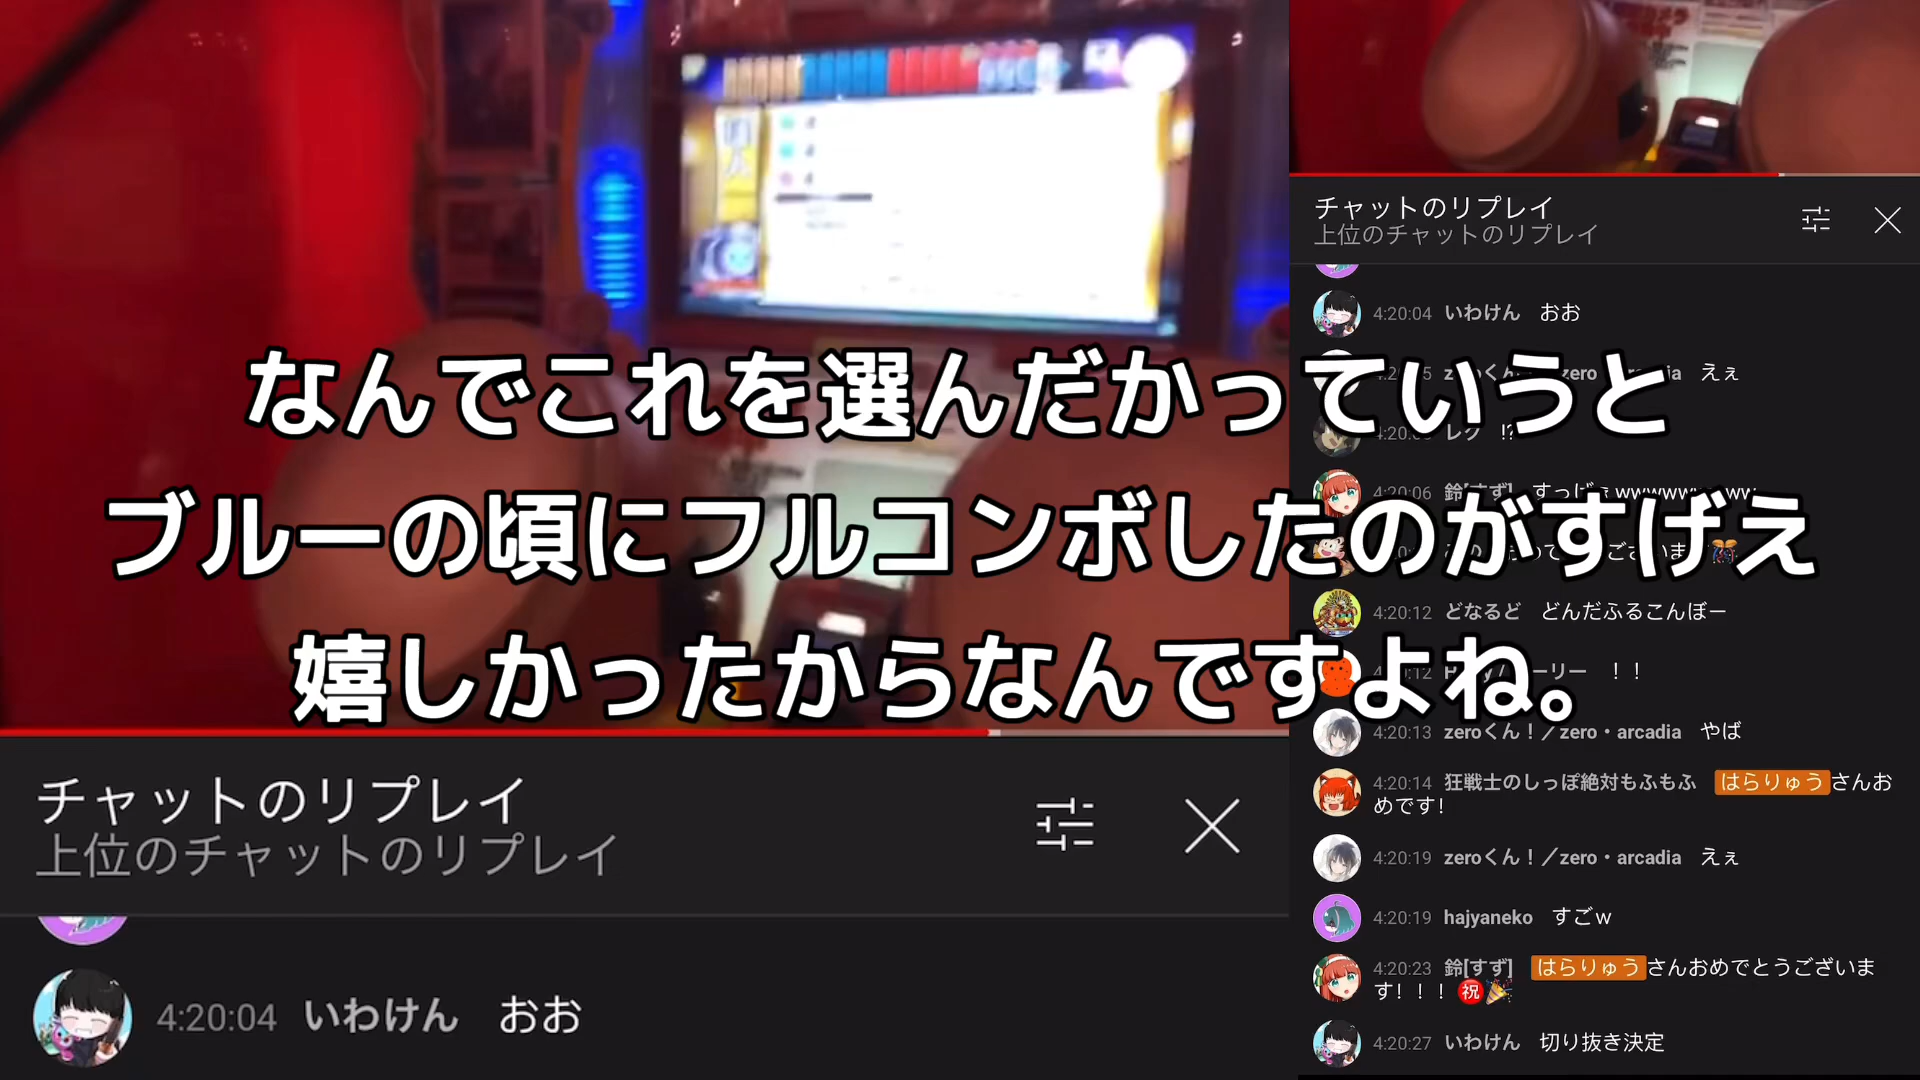 なんでこれを選んだかっていうと
ブルーの頃にフルコンボしたのがすげえ
嬉しかったからなんですよね。
チャットのリプレイ
上位のチャットのリプレイ
4:20:04 いわけん おお
チャットのリプレイ
上位のチャットのリプレイ
4:20:04 いわけん おお
えぇ
レク !?
4:20:06 鈴[すず]
4:20:12 どなるど どんだふるこんぼー
！！
4:20:13 zeroくん！／zero・arcadia やば
4:20:14 狂戦士のしっぽ絶対もふもふ はらりゅうさんお
めです！
4:20:19 zeroくん！／zero・arcadia えぇ
4:20:19 hajyaneko すごw
4:20:23 鈴[すず] はらりゅうさんおめでとうございま
す！！！㊗🎉
4:20:27 いわけん 切り抜き決定